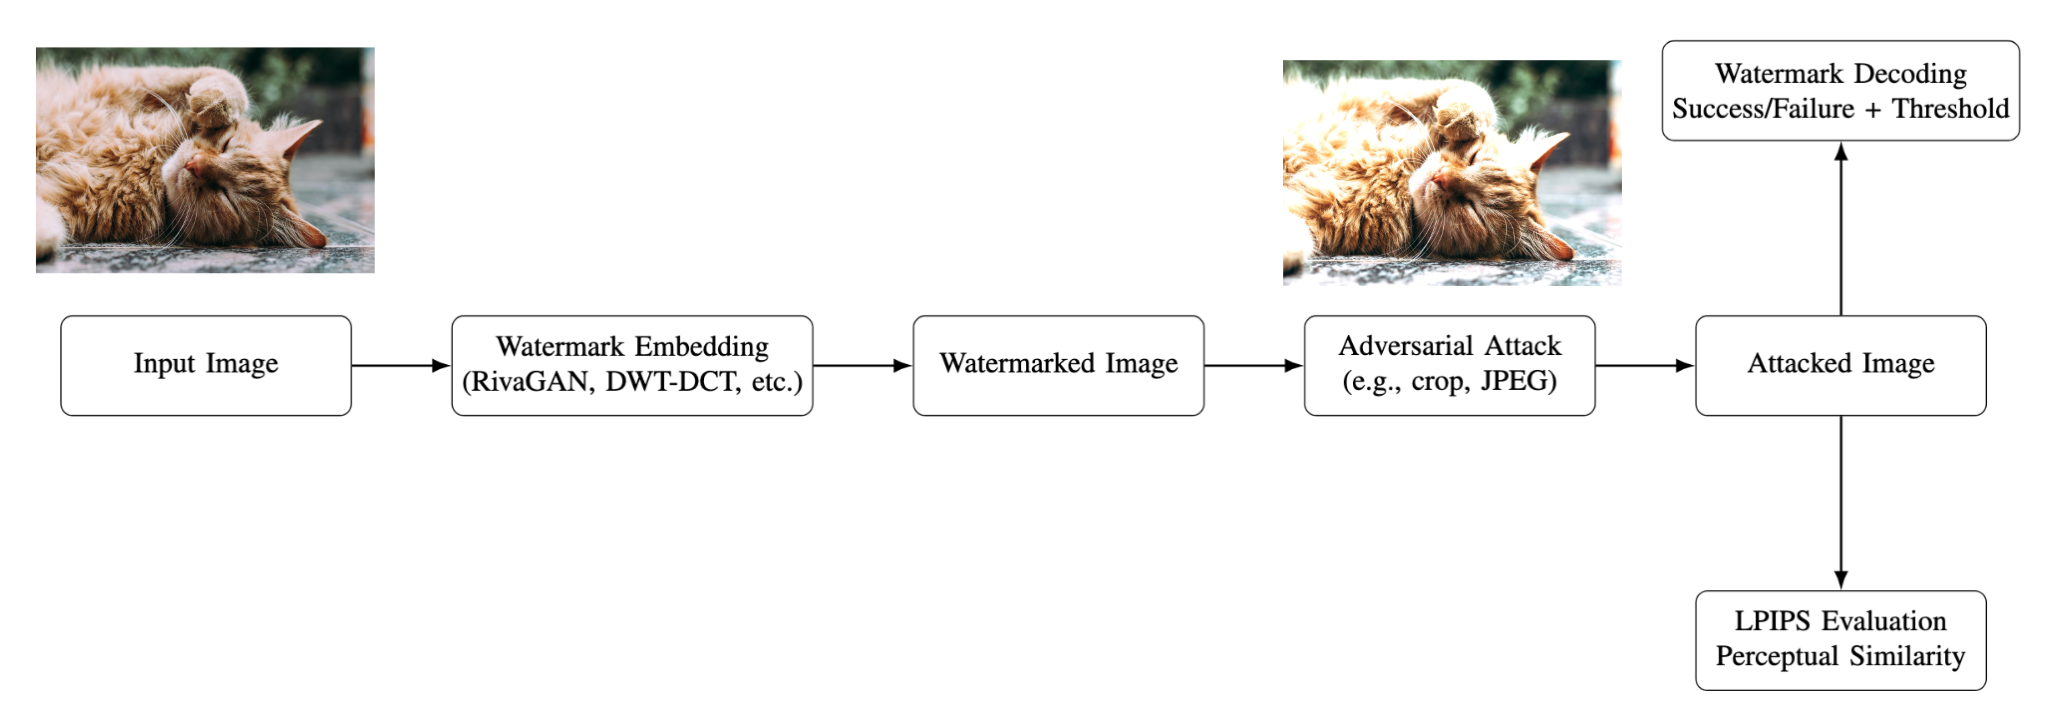 Watermark Decoding
Success/Failure + Threshold
Input Image
Watermark Embedding
(RivaGAN, DWT-DCT, etc.)
Watermarked Image
Adversarial Attack
(e.g., crop, JPEG)
Attacked Image
LPIPS Evaluation
Perceptual Similarity